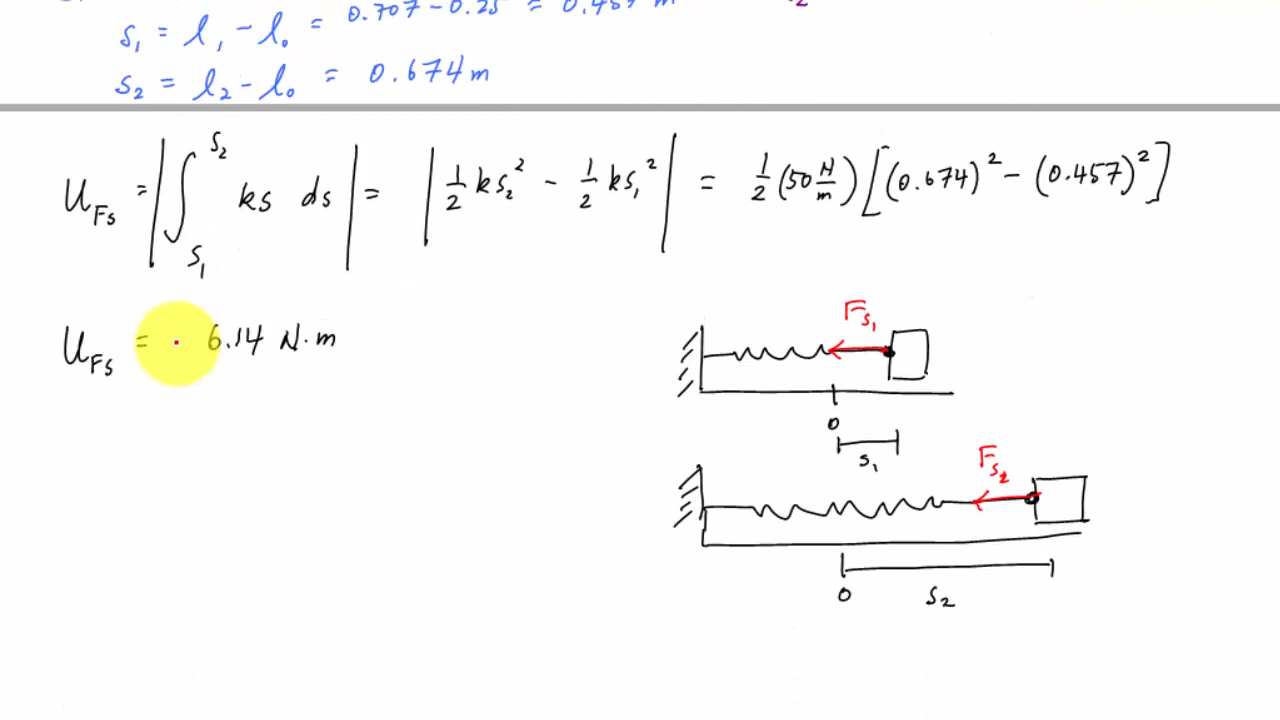 0.707 - 0.25 = 0.457 m
s₁ = l₁ - l₀ =
s₂ = l₂ - l₀ = 0.674 m
U_Fs = |∫_{s₁}^{s₂} ks ds| = |½ks₂² - ½ks₁²| = ½(50 N/m)[(0.674)² - (0.457)²]
U_Fs = 6.14 N·m
F_s₁
0
s₁
F_s₂
0 s₂